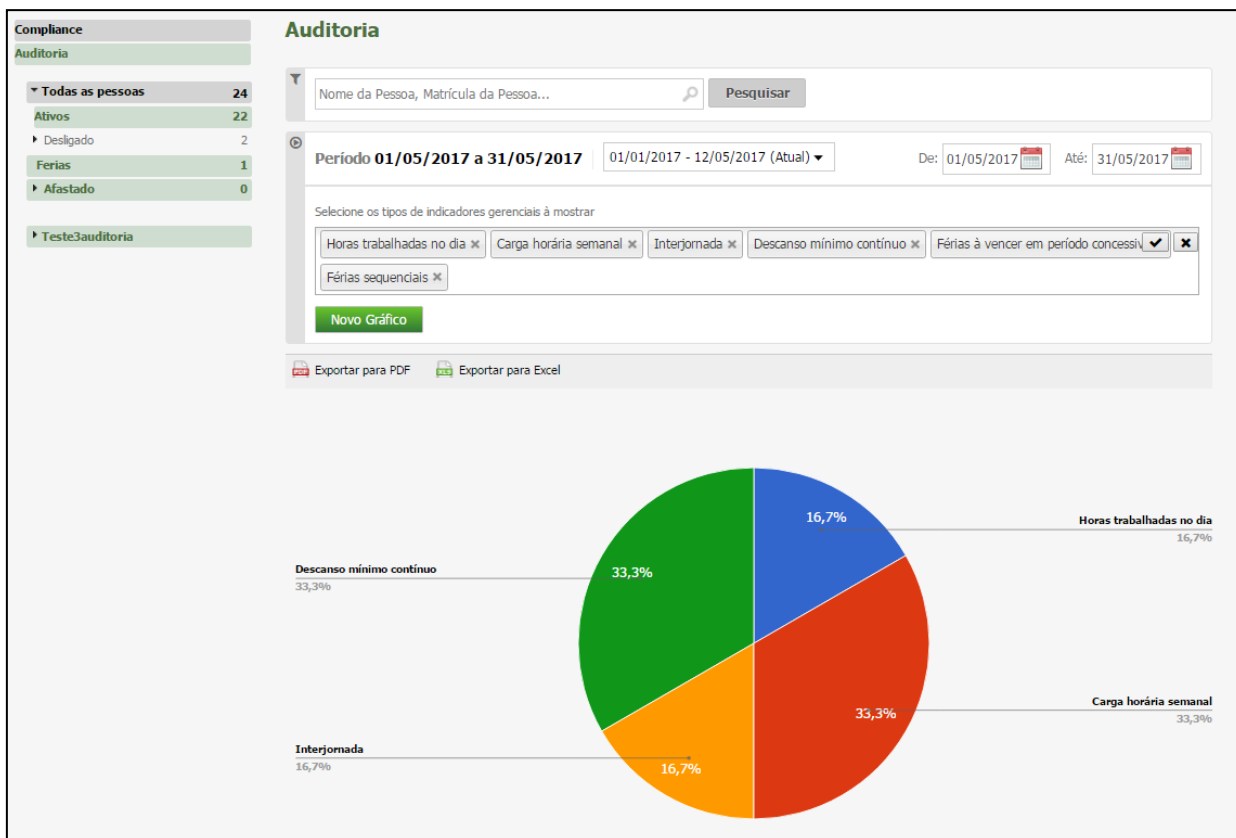 Compliance
Auditoria
Todas as pessoas 24
Ativos 22
Desligado 2
Ferias 1
Afastado 0
Teste3auditoria
Auditoria
Nome da Pessoa, Matrícula da Pessoa... Pesquisar
Período 01/05/2017 a 31/05/2017 01/01/2017 - 12/05/2017 (Atual) De: 01/05/2017 Até: 31/05/2017
Selecione os tipos de indicadores gerenciais à mostrar
Horas trabalhadas no dia Carga horária semanal Interjornada Descanso mínimo contínuo Férias à vencer em período concessiv
Férias sequenciais
Novo Gráfico
Exportar para PDF Exportar para Excel
16,7%
Horas trabalhadas no dia
16,7%
Descanso mínimo contínuo
33,3%
33,3%
Carga horária semanal
33,3%
33,3%
Interjornada
16,7%
16,7%